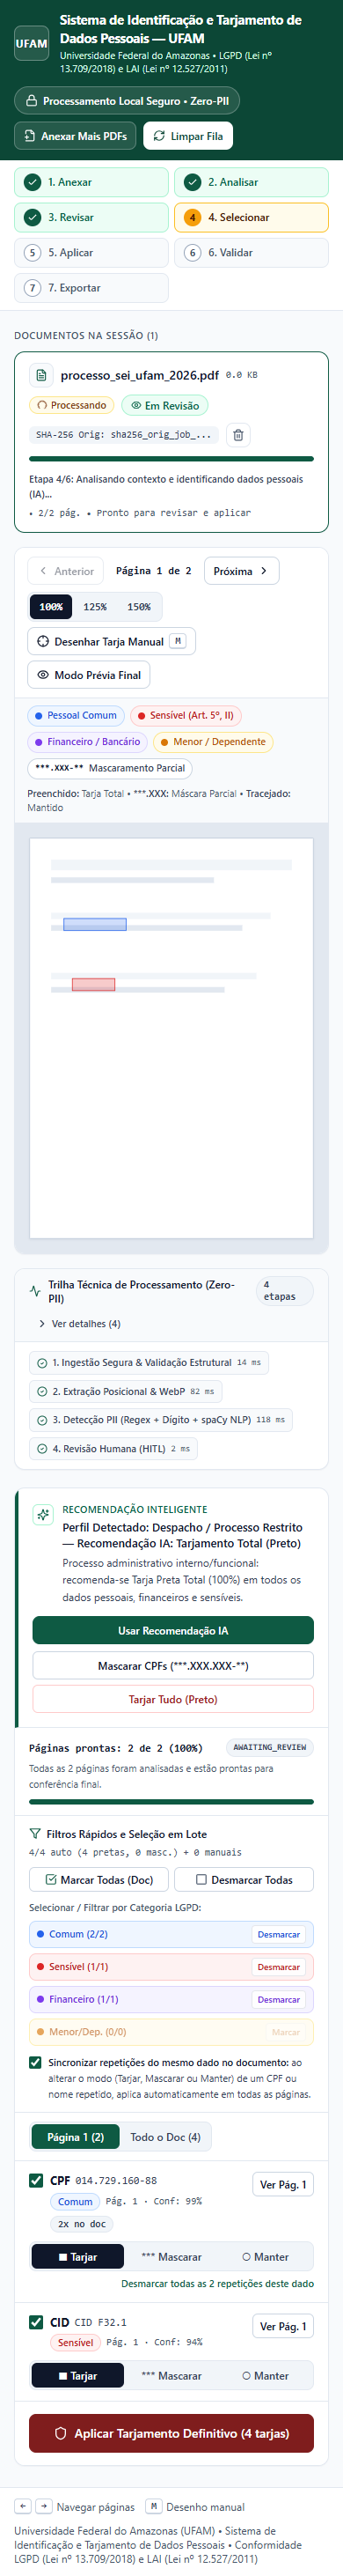 UFAM
Sistema de Identificação e Tarjamento de
Dados Pessoais — UFAM
Universidade Federal do Amazonas • LGPD (Lei nº
13.709/2018) e LAI (Lei nº 12.527/2011)
Processamento Local Seguro • Zero-PII
Anexar Mais PDFs
Limpar Fila
1. Anexar
2. Analisar
3. Revisar
4 4. Selecionar
5 5. Aplicar
6 6. Validar
7 7. Exportar
DOCUMENTOS NA SESSÃO (1)
processo_sei_ufam_2026.pdf 0.0 KB
Processando
Em Revisão
SHA-256 Orig: sha256_orig_job_...
Etapa 4/6: Analisando contexto e identificando dados pessoais
(IA)...
• 2/2 pág. • Pronto para revisar e aplicar
Anterior
Página 1 de 2
Próxima
100%
125%
150%
Desenhar Tarja Manual M
Modo Prévia Final
Pessoal Comum
Sensível (Art. 5º, II)
Financeiro / Bancário
Menor / Dependente
***.XXX-** Mascaramento Parcial
Preenchido: Tarja Total • ***.XXX: Máscara Parcial • Tracejado:
Mantido
Trilha Técnica de Processamento (Zero-
PII)
4
etapas
Ver detalhes (4)
1. Ingestão Segura & Validação Estrutural 14 ms
2. Extração Posicional & WebP 82 ms
3. Detecção PII (Regex + Dígito + spaCy NLP) 118 ms
4. Revisão Humana (HITL) 2 ms
RECOMENDAÇÃO INTELIGENTE
Perfil Detectado: Despacho / Processo Restrito
— Recomendação IA: Tarjamento Total (Preto)
Processo administrativo interno/funcional:
recomenda-se Tarja Preta Total (100%) em todos os
dados pessoais, financeiros e sensíveis.
Usar Recomendação IA
Mascarar CPFs (***.XXX.XXX-**)
Tarjar Tudo (Preto)
Páginas prontas: 2 de 2 (100%)
AWAITING_REVIEW
Todas as 2 páginas foram analisadas e estão prontas para
conferência final.
Filtros Rápidos e Seleção em Lote
4/4 auto (4 pretas, 0 masc.) + 0 manuais
Marcar Todas (Doc)
Desmarcar Todas
Selecionar / Filtrar por Categoria LGPD:
Comum (2/2) Desmarcar
Sensível (1/1) Desmarcar
Financeiro (1/1) Desmarcar
Menor/Dep. (0/0) Marcar
Sincronizar repetições do mesmo dado no documento: ao
alterar o modo (Tarjar, Mascarar ou Manter) de um CPF ou
nome repetido, aplica automaticamente em todas as páginas.
Página 1 (2)
Todo o Doc (4)
CPF 014.729.160-88
Ver Pág. 1
Comum Pág. 1 · Conf: 99%
2x no doc
Tarjar
*** Mascarar
Manter
Desmarcar todas as 2 repetições deste dado
CID CID F32.1
Ver Pág. 1
Sensível Pág. 1 · Conf: 94%
Tarjar
*** Mascarar
Manter
Aplicar Tarjamento Definitivo (4 tarjas)
← → Navegar páginas M Desenho manual
Universidade Federal do Amazonas (UFAM) • Sistema de
Identificação e Tarjamento de Dados Pessoais • Conformidade
LGPD (Lei nº 13.709/2018) e LAI (Lei nº 12.527/2011)